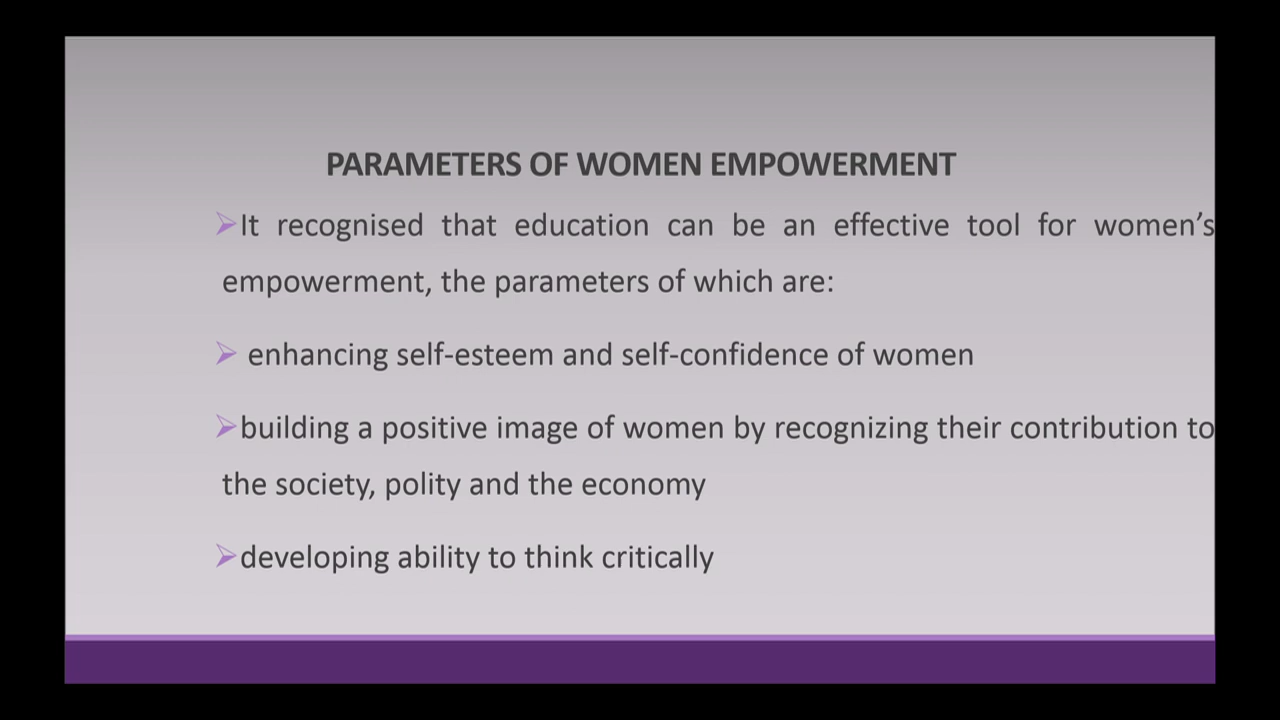 PARAMETERS OF WOMEN EMPOWERMENT
It recognised that education can be an effective tool for women’s
empowerment, the parameters of which are:
enhancing self-esteem and self-confidence of women
building a positive image of women by recognizing their contribution to
the society, polity and the economy
developing ability to think critically